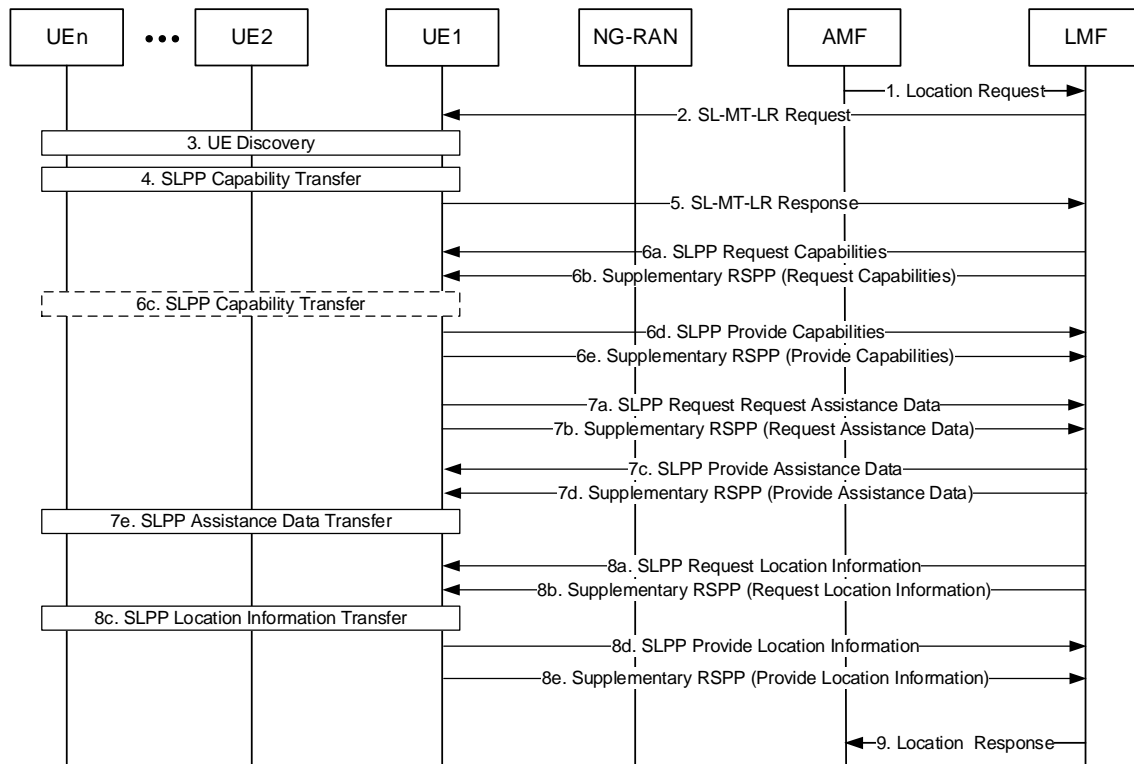 UEn ••• UE2 UE1 NG-RAN AMF LMF
1. Location Request
2. SL-MT-LR Request
3. UE Discovery
4. SLPP Capability Transfer
5. SL-MT-LR Response
6a. SLPP Request Capabilities
6b. Supplementary RSPP (Request Capabilities)
6c. SLPP Capability Transfer
6d. SLPP Provide Capabilities
6e. Supplementary RSPP (Provide Capabilities)
7a. SLPP Request Request Assistance Data
7b. Supplementary RSPP (Request Assistance Data)
7c. SLPP Provide Assistance Data
7d. Supplementary RSPP (Provide Assistance Data)
7e. SLPP Assistance Data Transfer
8a. SLPP Request Location Information
8b. Supplementary RSPP (Request Location Information)
8c. SLPP Location Information Transfer
8d. SLPP Provide Location Information
8e. Supplementary RSPP (Provide Location Information)
9. Location Response